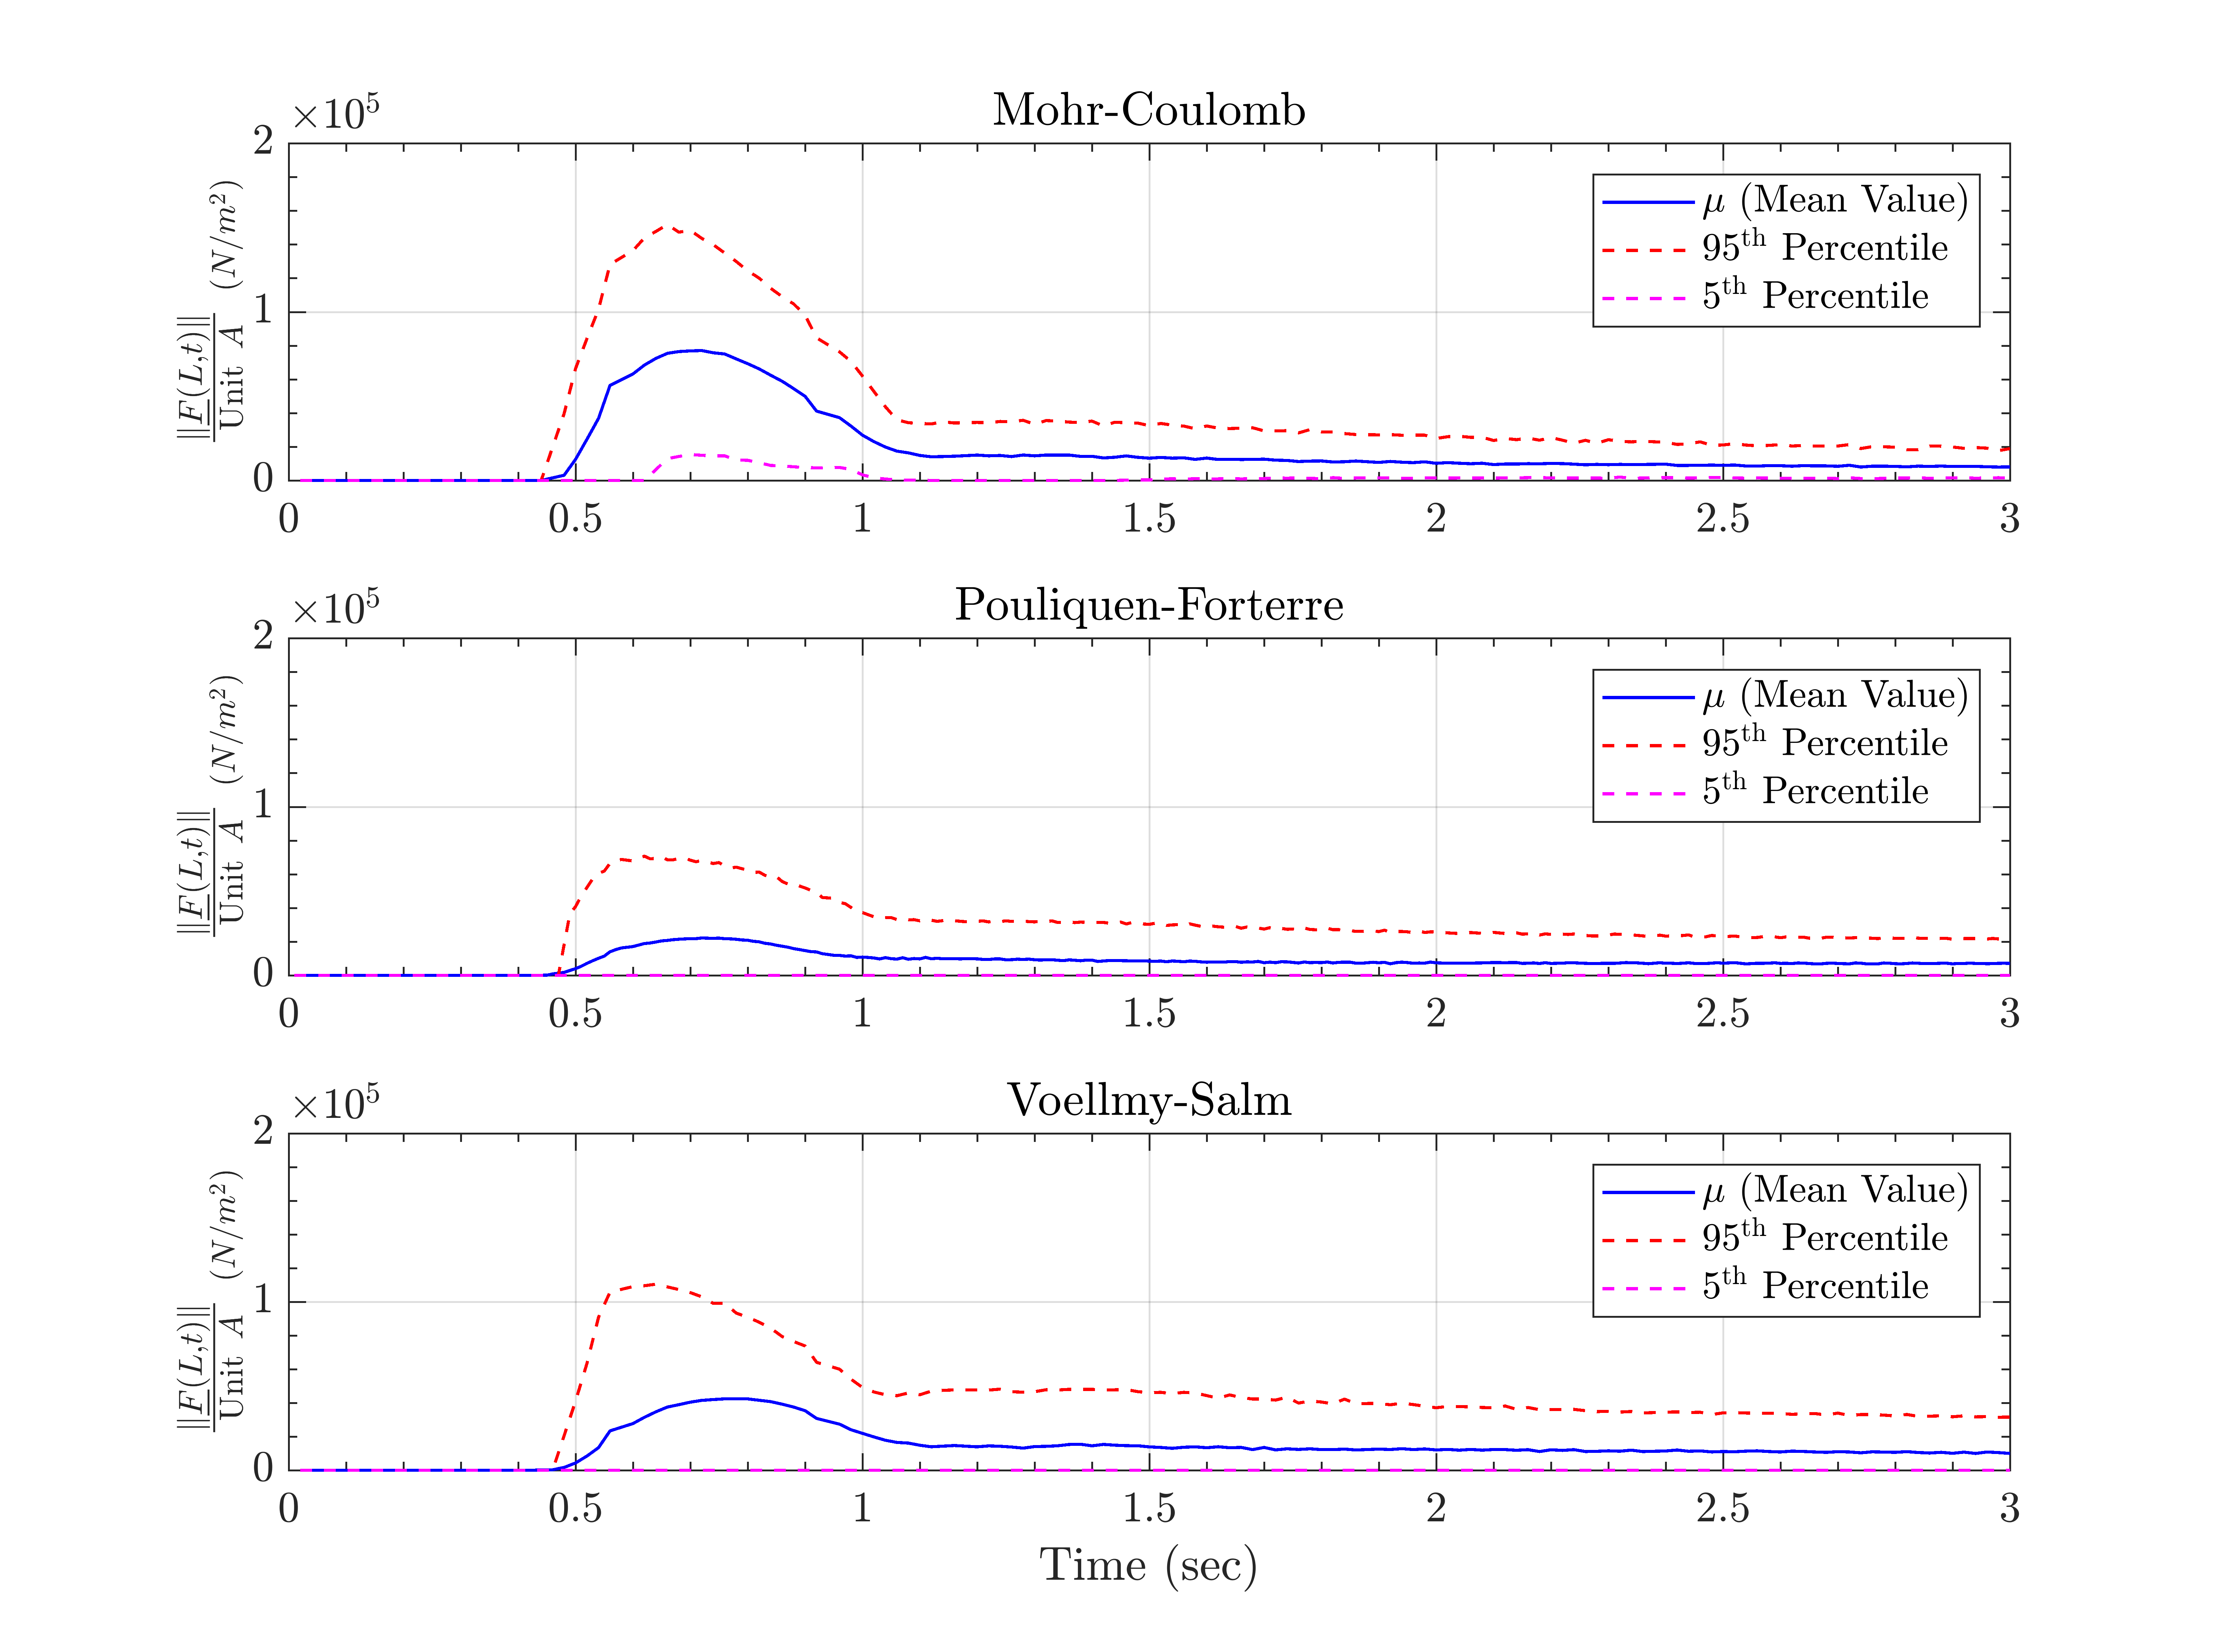 Mohr-Coulomb
×10^5
||F(L,t)|| / Unit A (N/m^2)
2
1
0
μ (Mean Value)
95th Percentile
5th Percentile
0 0.5 1 1.5 2 2.5 3
Pouliquen-Forterre
×10^5
||F(L,t)|| / Unit A (N/m^2)
2
1
0
μ (Mean Value)
95th Percentile
5th Percentile
0 0.5 1 1.5 2 2.5 3
Voellmy-Salm
×10^5
||F(L,t)|| / Unit A (N/m^2)
2
1
0
μ (Mean Value)
95th Percentile
5th Percentile
0 0.5 1 1.5 2 2.5 3
Time (sec)